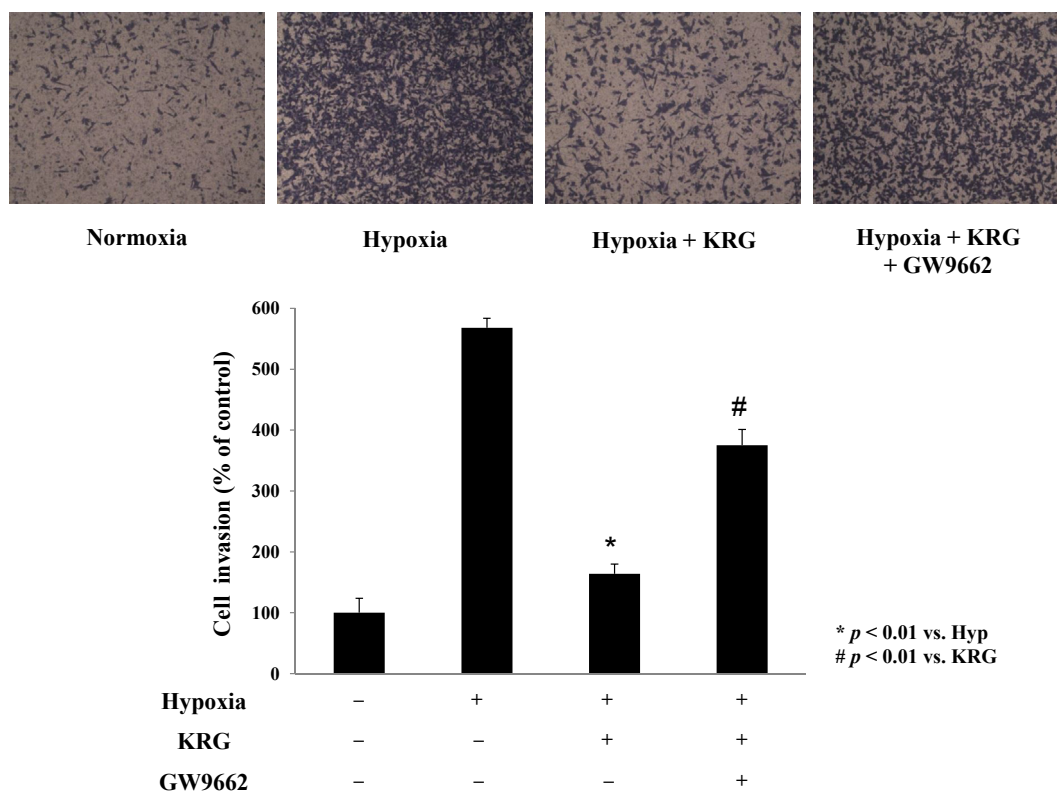 Normoxia
Hypoxia
Hypoxia + KRG
Hypoxia + KRG
+ GW9662
600
500
400
300
200
100
0
Cell invasion (% of control)
*
#
* p < 0.01 vs. Hyp
# p < 0.01 vs. KRG
Hypoxia – + + +
KRG – – + +
GW9662 – – – +